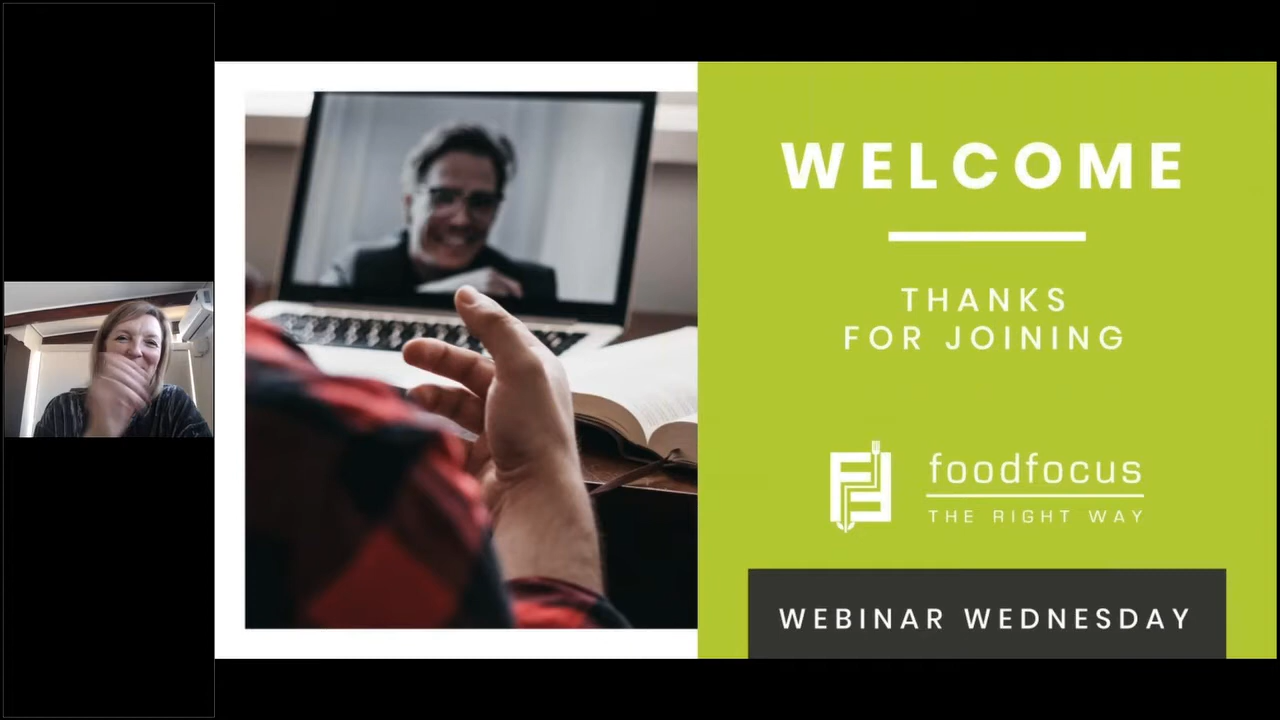 WELCOME
THANKS
FOR JOINING
foodfocus
THE RIGHT WAY
WEBINAR WEDNESDAY